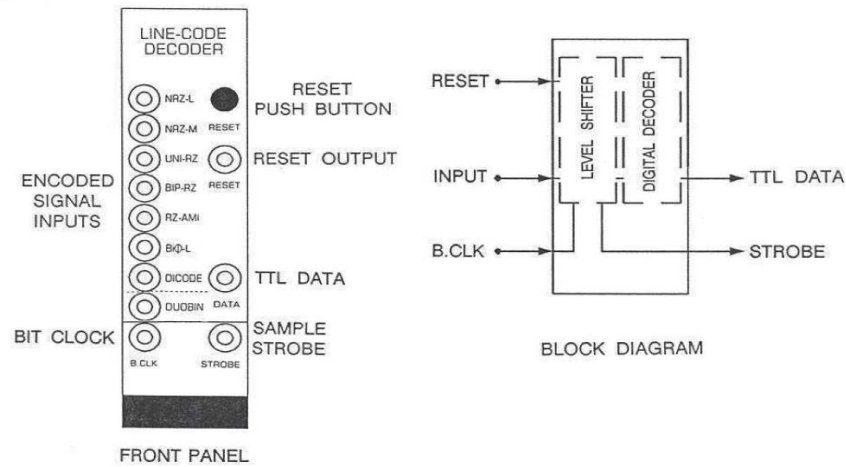 LINE-CODE
DECODER
NRZ-L
NRZ-M
UNI-RZ
BIP-RZ
RZ-AMI
BIΦ-L
DICODE
DUOBIN
B.CLK
RESET
RESET
DATA
STROBE
ENCODED
SIGNAL
INPUTS
BIT CLOCK
RESET
PUSH BUTTON
RESET OUTPUT
TTL DATA
SAMPLE
STROBE
FRONT PANEL
RESET
INPUT
B.CLK
LEVEL SHIFTER
DIGITAL DECODER
TTL DATA
STROBE
BLOCK DIAGRAM